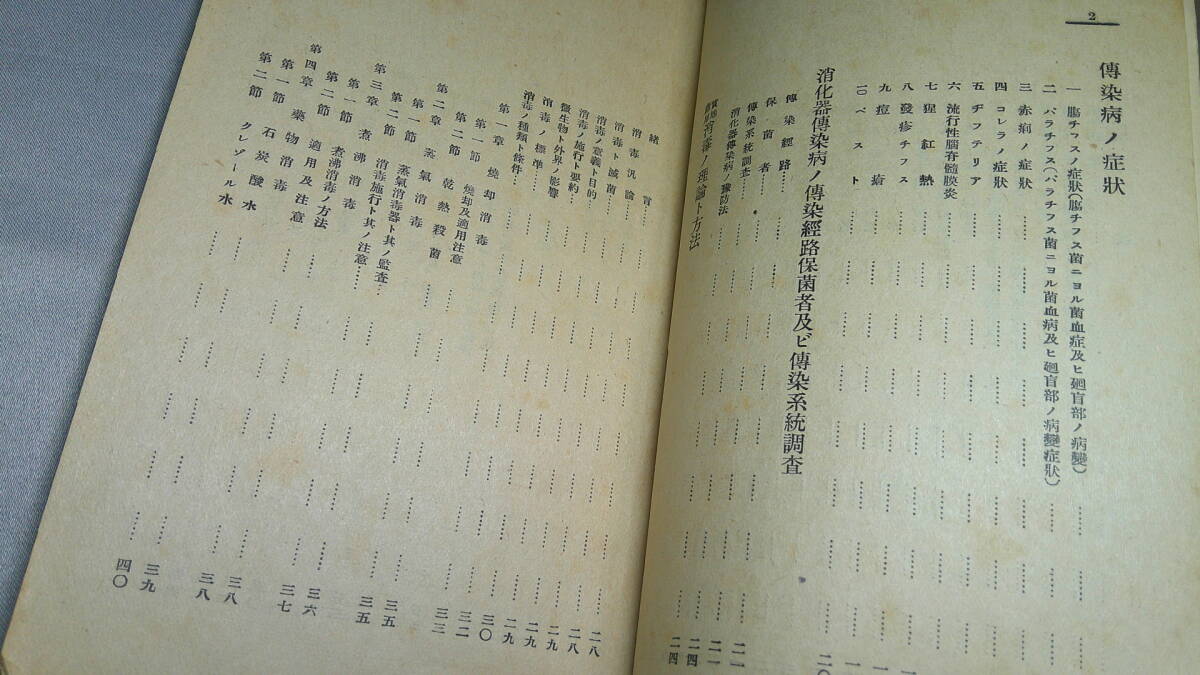 2
傳染病ノ症狀
一 腸チフスノ症狀(腸チフス菌ニヨル菌血症及ヒ廻盲部ノ病變)
二 パラチフス(パラチフス菌ニヨル菌血病及ヒ廻盲部ノ病變症狀)
三 赤痢ノ症狀
四 コレラノ症狀
五 ヂフテリア
六 流行性腦脊髓膜炎
七 猩紅熱
八 發疹チフス
九 痘瘡
一〇 ペスト
消化器傳染病ノ傳染經路保菌者及ビ傳染系統調査
傳染經路
保菌者
傳染系統調査 二一
消化器傳染病ノ豫防法 二一
消毒ノ理論ト方法 二四
緖言 二八
消毒汎論 二八
消毒ト滅菌 二九
消毒ノ意義ト目的 二九
消毒ノ施行ト要約 二九
微生物ト外界ノ影響
消毒ノ標準
消毒ノ種類ト條件 三〇
第一章 燒却消毒
第一節 燒却及適用注意 三二
第二節 乾熱殺菌 三三
第二章 蒸氣消毒
第一節 蒸氣消毒器ト其ノ監査 三五
第二節 消毒施行ト其ノ注意 三五
第三章 煮沸消毒 三六
第一節 煮沸消毒ノ方法 三七
第二節 適用及注意 三八
第四章 藥物消毒 三八
第一節 石炭酸水 三九
第二節 クレゾール水 四〇